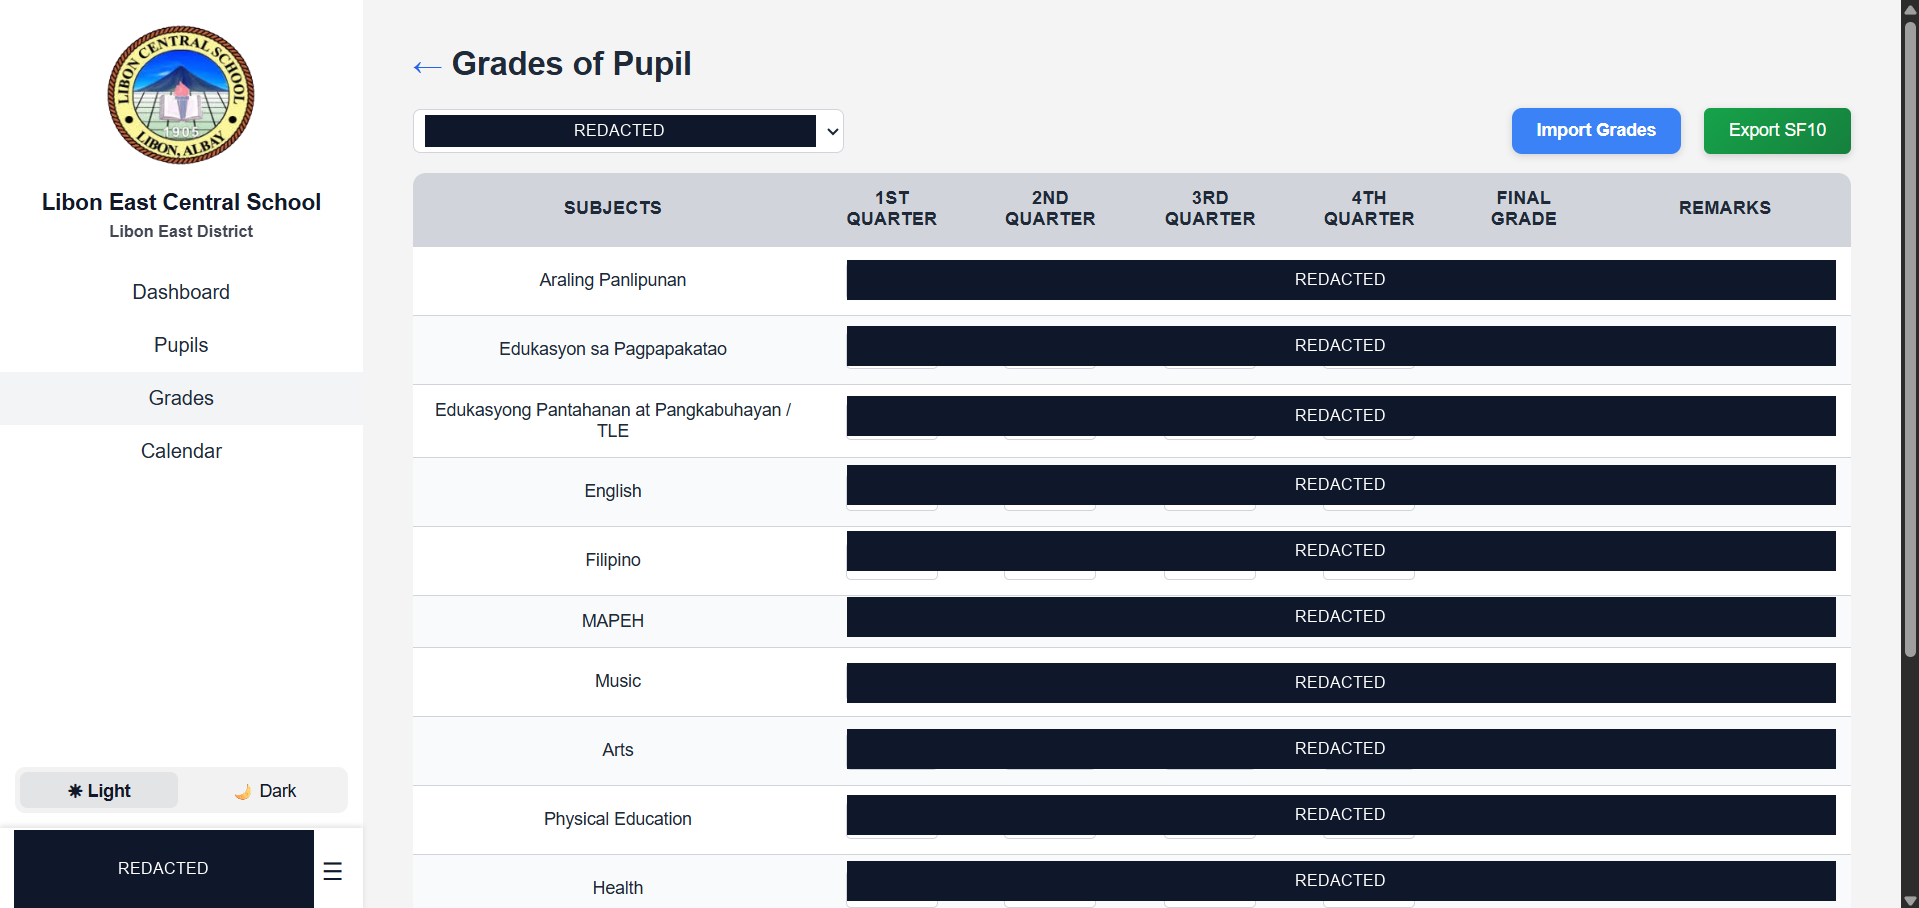 LIBON CENTRAL SCHOOL
1905
LIBON, ALBAY
Libon East Central School
Libon East District
Dashboard
Pupils
Grades
Calendar
Light
Dark
REDACTED
← Grades of Pupil
REDACTED
Import Grades
Export SF10
SUBJECTS
1ST QUARTER
2ND QUARTER
3RD QUARTER
4TH QUARTER
FINAL GRADE
REMARKS
Araling Panlipunan
REDACTED
Edukasyon sa Pagpapakatao
REDACTED
Edukasyong Pantahanan at Pangkabuhayan /
TLE
REDACTED
English
REDACTED
Filipino
REDACTED
MAPEH
REDACTED
Music
REDACTED
Arts
REDACTED
Physical Education
REDACTED
Health
REDACTED